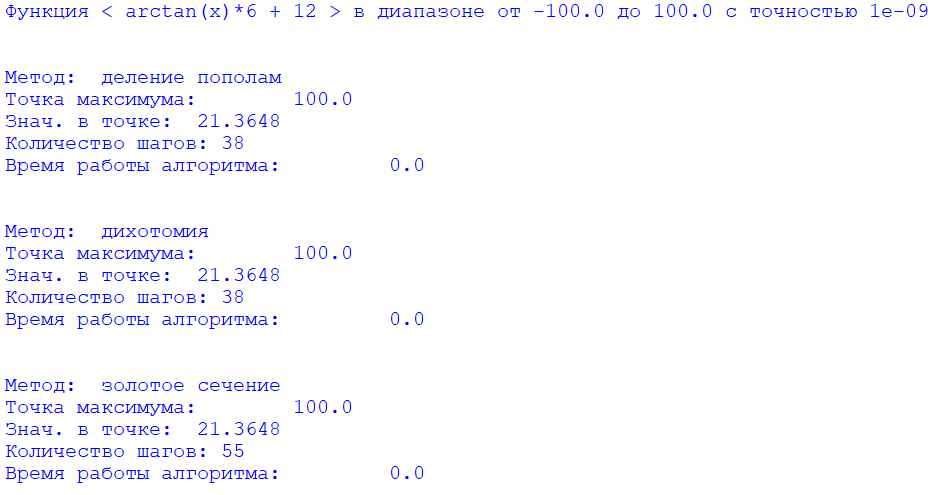 Функция < arctan(x)*6 + 12 > в диапазоне от -100.0 до 100.0 с точностью 1e-09
Метод:  деление пополам
Точка максимума:        100.0
Знач. в точке:  21.3648
Количество шагов: 38
Время работы алгоритма:         0.0
Метод:  дихотомия
Точка максимума:        100.0
Знач. в точке:  21.3648
Количество шагов: 38
Время работы алгоритма:         0.0
Метод:  золотое сечение
Точка максимума:        100.0
Знач. в точке:  21.3648
Количество шагов: 55
Время работы алгоритма:         0.0